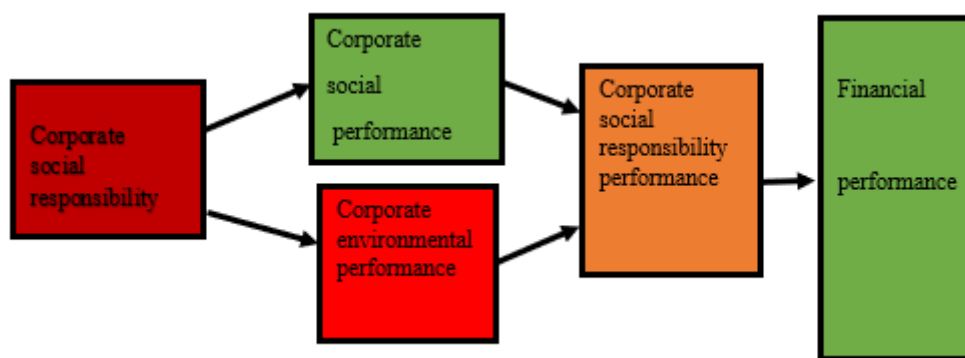 Corporate
social
responsibility
Corporate
social
performance
Corporate
environmental
performance
Corporate
social
responsibility
performance
Financial
performance